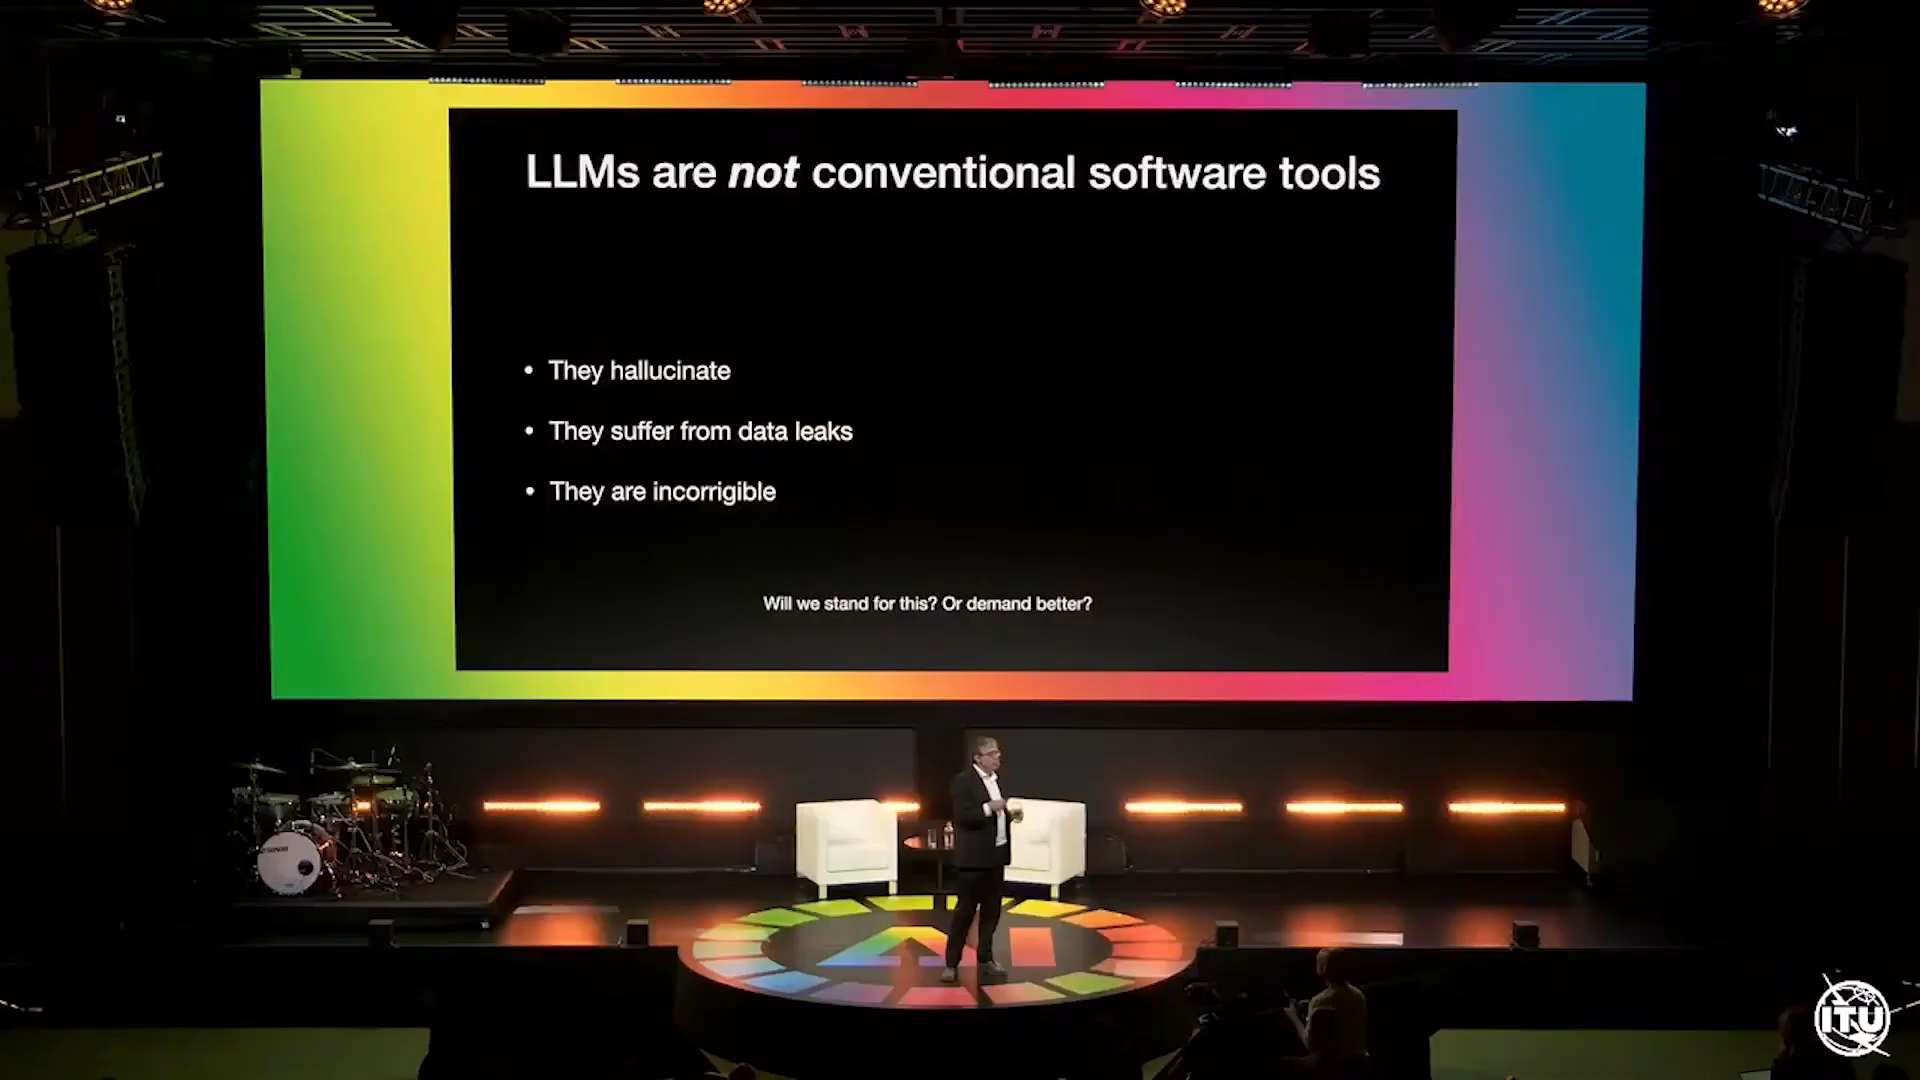 LLMs are not conventional software tools
• They hallucinate
• They suffer from data leaks
• They are incorrigible
Will we stand for this? Or demand better?
AI
ITU